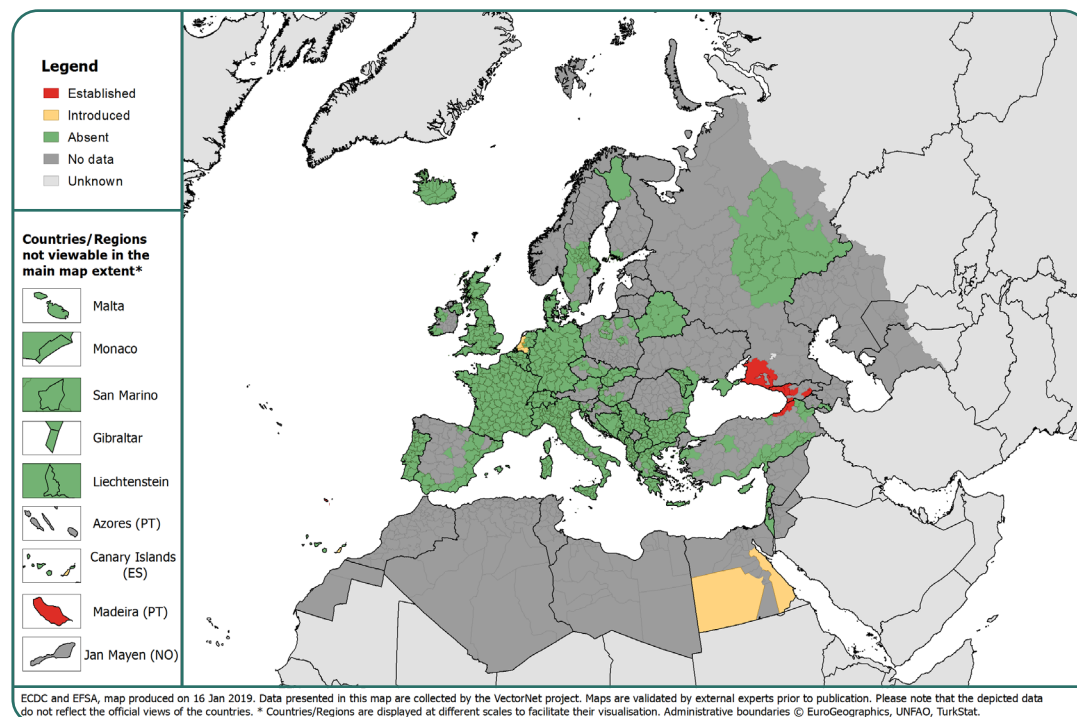 Legend
Established
Introduced
Absent
No data
Unknown
Countries/Regions
not viewable in the
main map extent*
Malta
Monaco
San Marino
Gibraltar
Liechtenstein
Azores (PT)
Canary Islands
(ES)
Madeira (PT)
Jan Mayen (NO)
ECDC and EFSA, map produced on 16 Jan 2019. Data presented in this map are collected by the VectorNet project. Maps are validated by external experts prior to publication. Please note that the depicted data
do not reflect the official views of the countries. * Countries/Regions are displayed at different scales to facilitate their visualisation. Administrative boundaries © EuroGeographics, UNFAO, TurkStat.